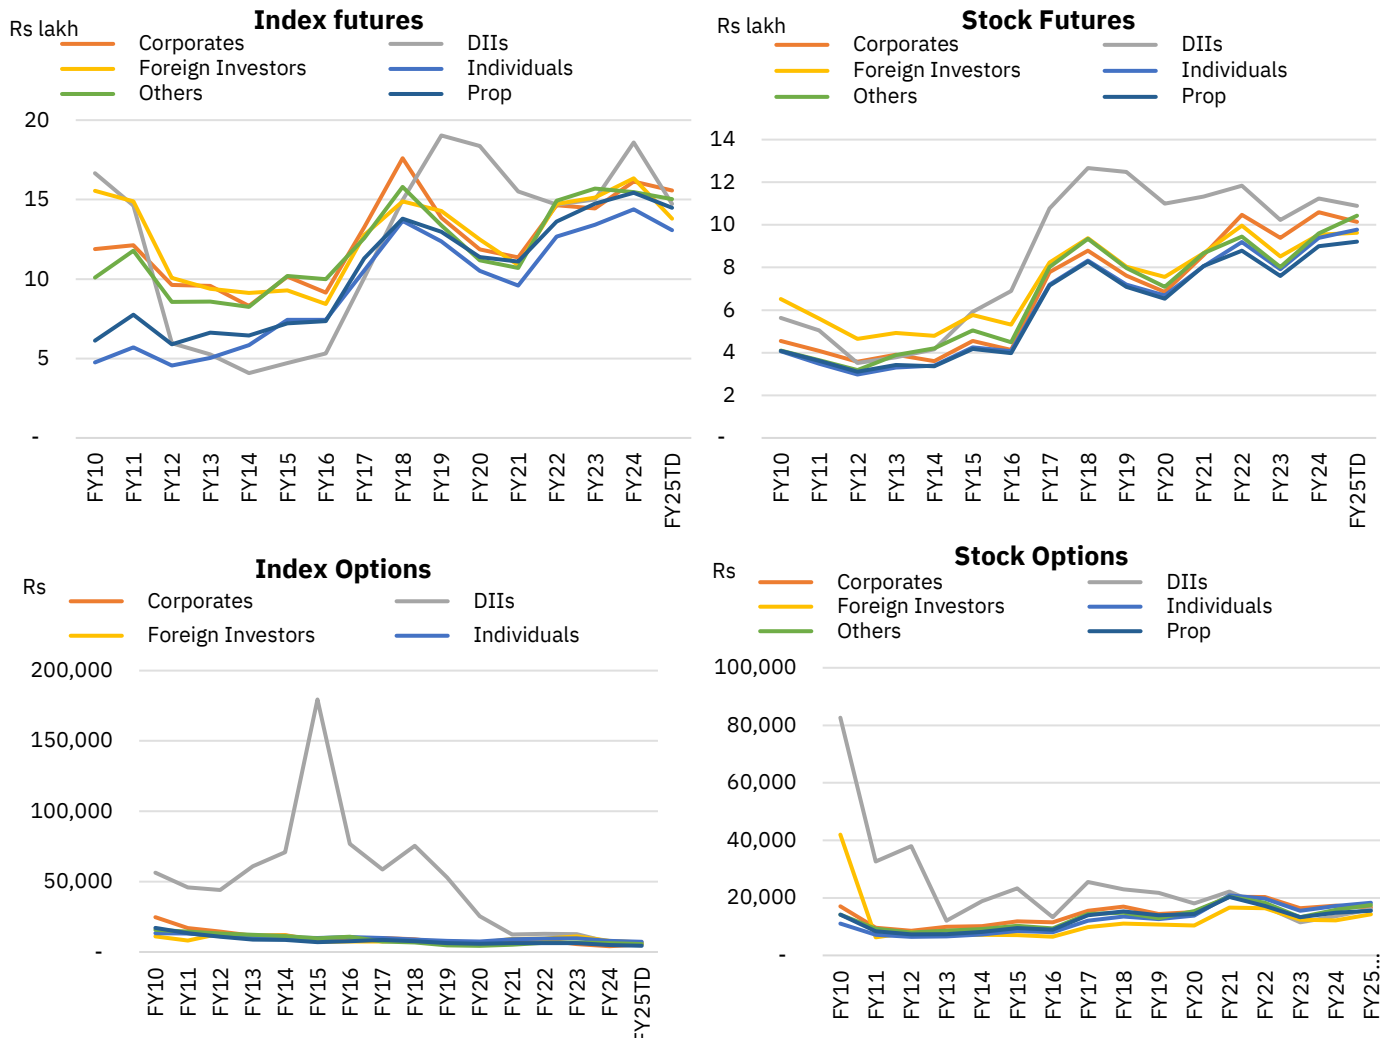 Index futures
Rs lakh
Corporates
DIIs
Foreign Investors
Individuals
Others
Prop
20
15
10
5
-
FY10
FY11
FY12
FY13
FY14
FY15
FY16
FY17
FY18
FY19
FY20
FY21
FY22
FY23
FY24
FY25TD
Stock Futures
Rs lakh
Corporates
DIIs
Foreign Investors
Individuals
Others
Prop
14
12
10
8
6
4
2
-
FY10
FY11
FY12
FY13
FY14
FY15
FY16
FY17
FY18
FY19
FY20
FY21
FY22
FY23
FY24
FY25TD
Index Options
Rs
Corporates
DIIs
Foreign Investors
Individuals
200,000
150,000
100,000
50,000
-
FY10
FY11
FY12
FY13
FY14
FY15
FY16
FY17
FY18
FY19
FY20
FY21
FY22
FY23
FY24
FY25TD
Stock Options
Rs
Corporates
DIIs
Foreign Investors
Individuals
Others
Prop
100,000
80,000
60,000
40,000
20,000
-
FY10
FY11
FY12
FY13
FY14
FY15
FY16
FY17
FY18
FY19
FY20
FY21
FY22
FY23
FY24
FY25...